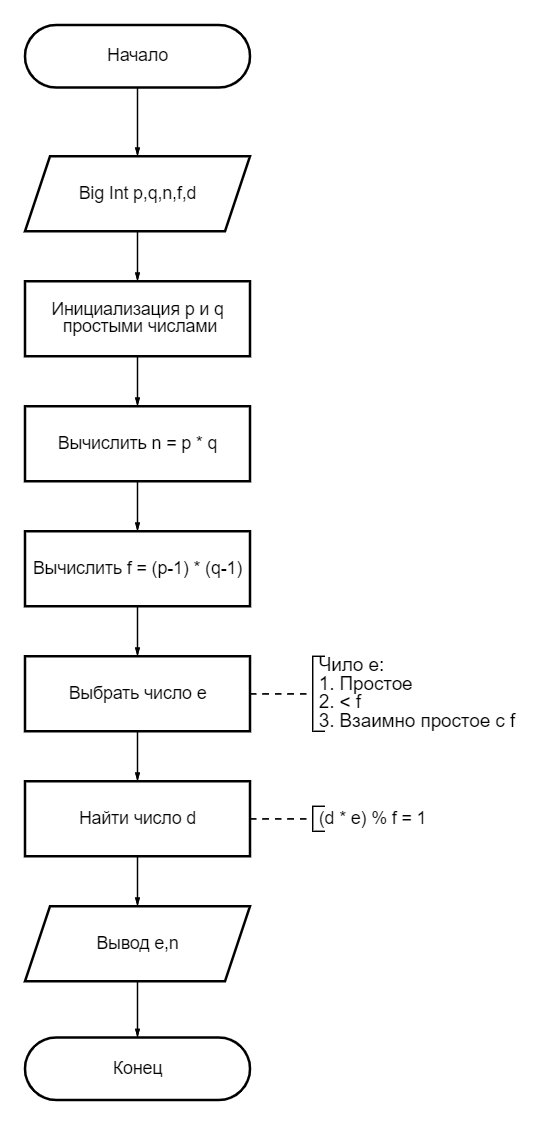 Начало
Big Int p,q,n,f,d
Инициализация p и q
простыми числами
Вычислить n = p * q
Вычислить f = (p-1) * (q-1)
Выбрать число e
Чило e:
1. Простое
2. < f
3. Взаимно простое с f
Найти число d
(d * e) % f = 1
Вывод e,n
Конец